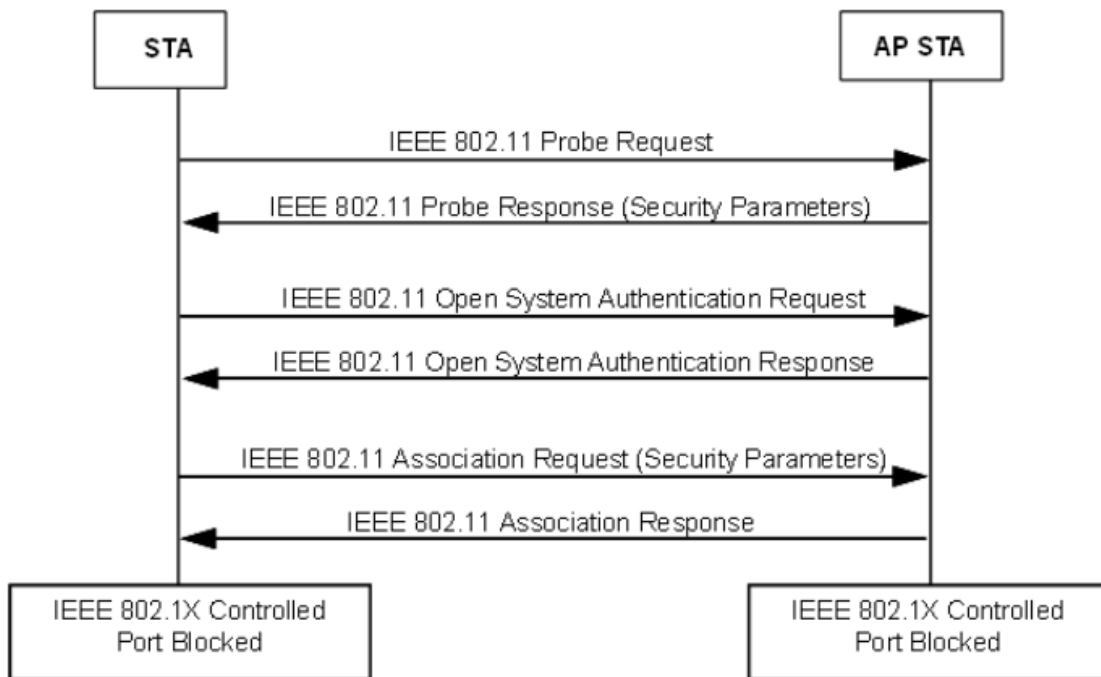 STA
AP STA
IEEE 802.11 Probe Request
IEEE 802.11 Probe Response (Security Parameters)
IEEE 802.11 Open System Authentication Request
IEEE 802.11 Open System Authentication Response
IEEE 802.11 Association Request (Security Parameters)
IEEE 802.11 Association Response
IEEE 802.1X Controlled
Port Blocked
IEEE 802.1X Controlled
Port Blocked